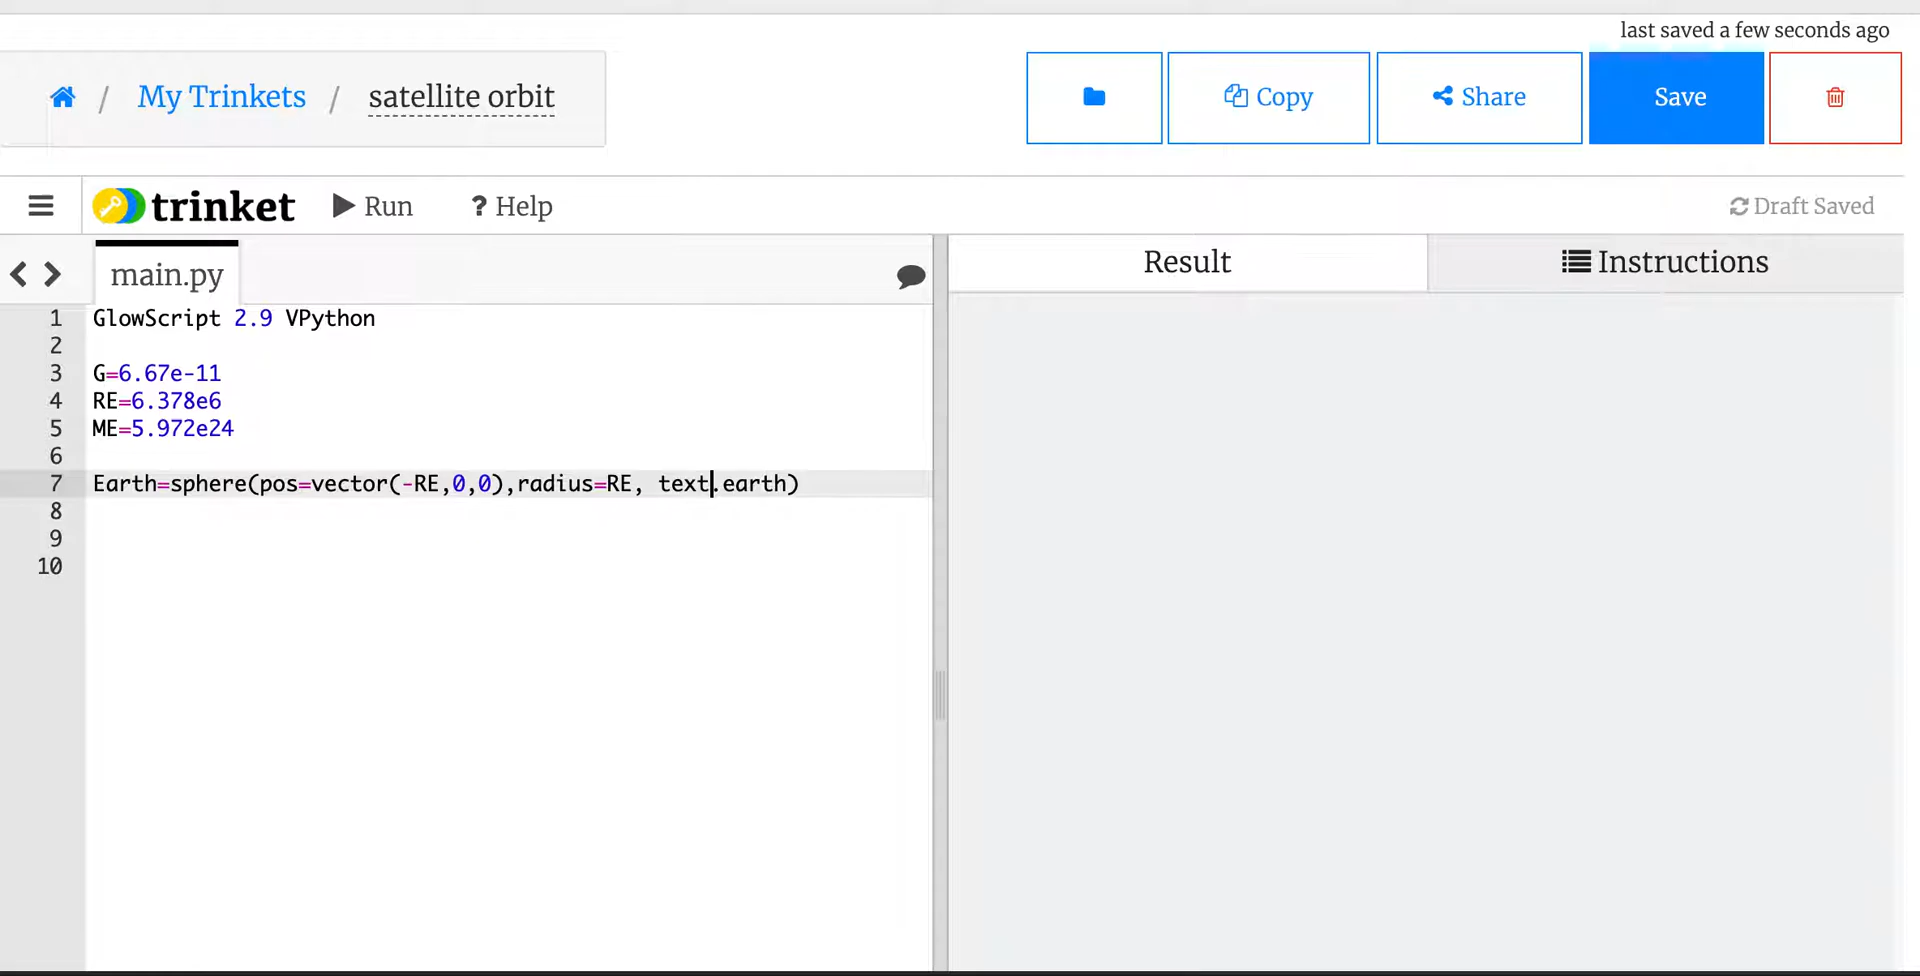 last saved a few seconds ago
/ My Trinkets / satellite orbit
Copy
Share
Save
trinket
Run
? Help
Draft Saved
main.py
Result
Instructions
1 GlowScript 2.9 VPython
2
3 G=6.67e-11
4 RE=6.378e6
5 ME=5.972e24
6
7 Earth=sphere(pos=vector(-RE,0,0),radius=RE, text.earth)
8
9
10